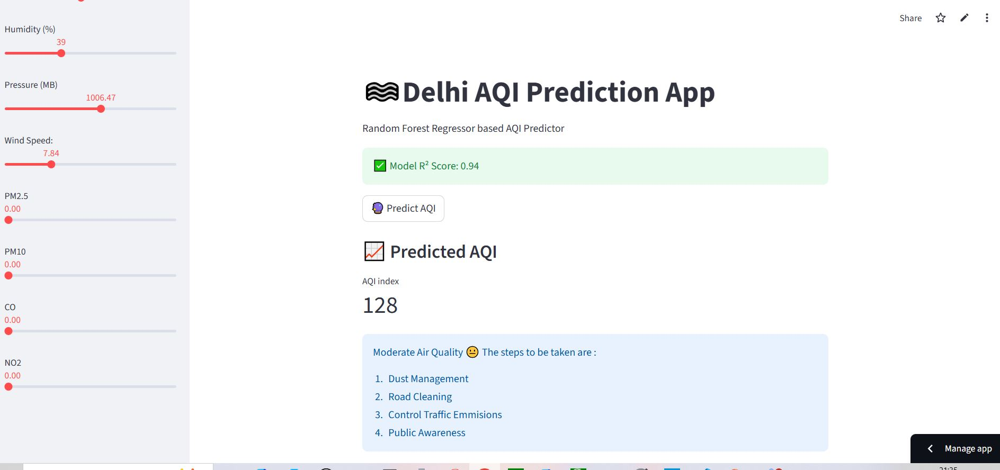 Humidity (%)
39
Pressure (MB)
1006.47
Wind Speed:
7.84
PM2.5
0.00
PM10
0.00
CO
0.00
NO2
0.00
Share
Delhi AQI Prediction App
Random Forest Regressor based AQI Predictor
Model R² Score: 0.94
Predict AQI
Predicted AQI
AQI index
128
Moderate Air Quality 😐 The steps to be taken are :
1. Dust Management
2. Road Cleaning
3. Control Traffic Emmisions
4. Public Awareness
Manage app